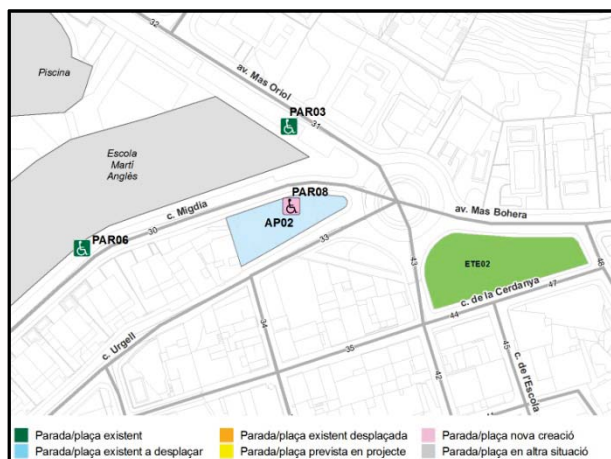 32
Piscina
av. Mas Oriol
PAR03
31
Escola
Martí
Anglès
PAR08
c. Migdia
AP02
30
33
av. Mas Bohera
PAR06
43
ETE02
48
c. de la Cerdanya
47
44
c. Urgell
34
35
45
42
c. de l'Escola
Parada/plaça existent
Parada/plaça existent desplaçada
Parada/plaça nova creació
Parada/plaça existent a desplaçar
Parada/plaça prevista en projecte
Parada/plaça en altra situació